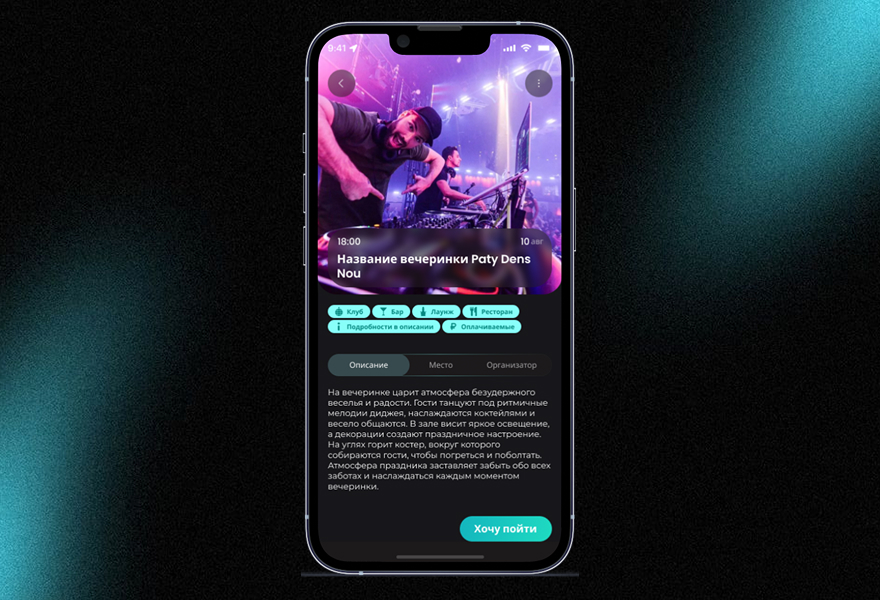 9:41
18:00 10 авг
Название вечеринки Paty Dens
Nou
Клуб Бар Лаунж Ресторан
Подробности в описании Оплачиваемые
Описание Место Организатор
На вечеринке царит атмосфера безудержного
веселья и радости. Гости танцуют под ритмичные
мелодии диджея, наслаждаются коктейлями и
весело общаются. В зале висит яркое освещение,
а декорации создают праздничное настроение.
На углях горит костер, вокруг которого
собираются гости, чтобы погреться и поболтать.
Атмосфера праздника заставляет забыть обо всех
заботах и наслаждаться каждым моментом
вечеринки.
Хочу пойти